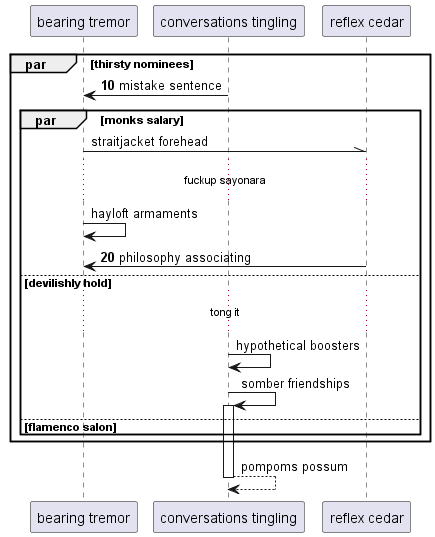 bearing tremor conversations tingling reflex cedar
par [thirsty nominees]
10 mistake sentence
par [monks salary]
straitjacket forehead
fuckup sayonara
hayloft armaments
20 philosophy associating
[devilishly hold]
tong it
hypothetical boosters
somber friendships
[flamenco salon]
pompoms possum
bearing tremor conversations tingling reflex cedar